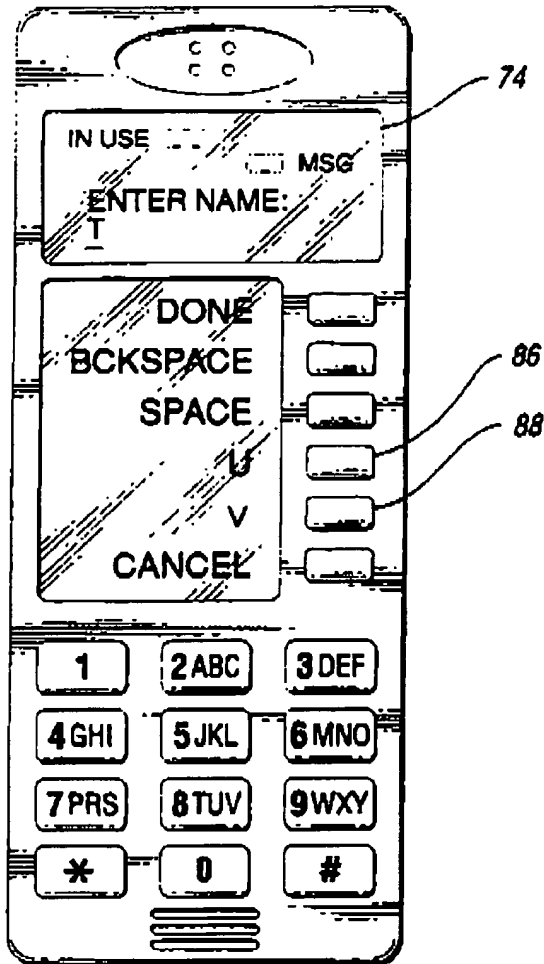 74
IN USE
MSG
ENTER NAME:
T
DONE
BCKSPACE
86
SPACE
88
U
V
CANCEL
1 2ABC 3DEF
4GHI 5JKL 6MNO
7PRS 8TUV 9WXY
* 0 #